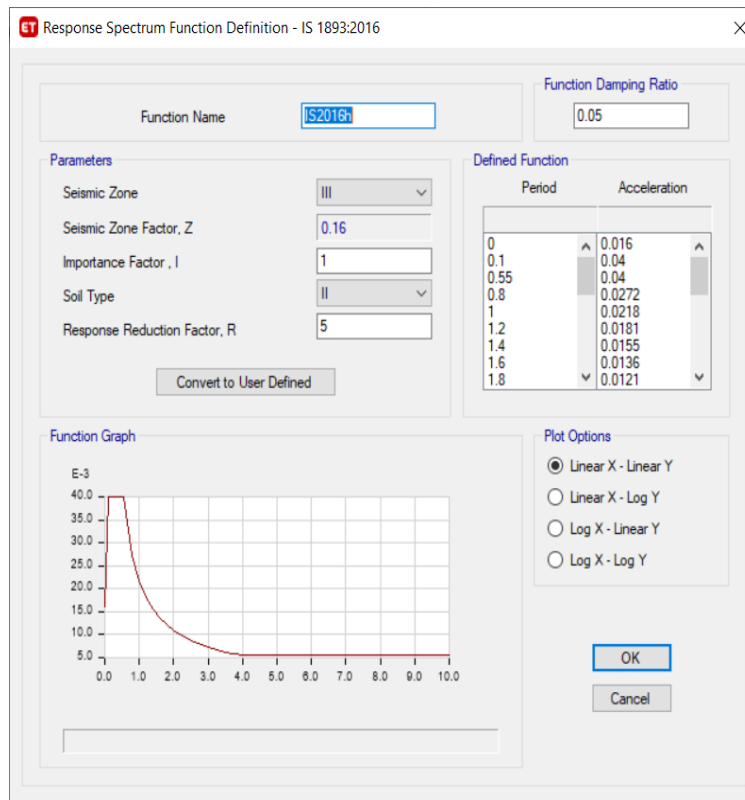 ET Response Spectrum Function Definition - IS 1893:2016
Function Name IS2016h
Function Damping Ratio
0.05
Parameters
Seismic Zone III
Seismic Zone Factor, Z 0.16
Importance Factor , I 1
Soil Type II
Response Reduction Factor, R 5
Convert to User Defined
Defined Function
Period Acceleration
0 0.016
0.1 0.04
0.55 0.04
0.8 0.0272
1 0.0218
1.2 0.0181
1.4 0.0155
1.6 0.0136
1.8 0.0121
Function Graph
E-3
40.0
35.0
30.0
25.0
20.0
15.0
10.0
5.0
0.0 1.0 2.0 3.0 4.0 5.0 6.0 7.0 8.0 9.0 10.0
Plot Options
Linear X - Linear Y
Linear X - Log Y
Log X - Linear Y
Log X - Log Y
OK
Cancel